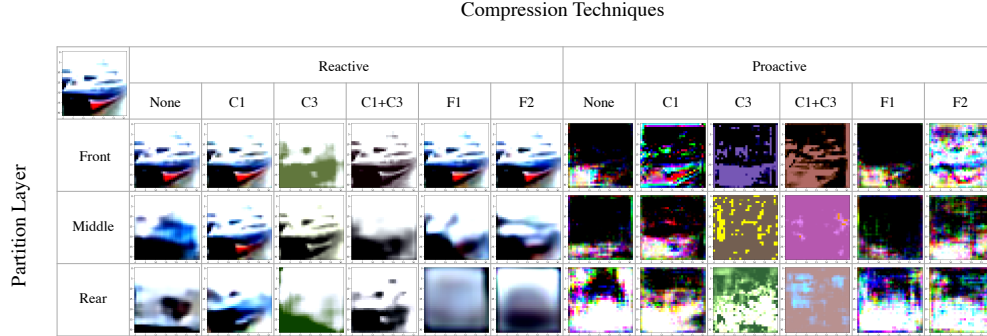 Compression Techniques
Reactive Proactive
None C1 C3 C1+C3 F1 F2 None C1 C3 C1+C3 F1 F2
Partition Layer
Front
Middle
Rear